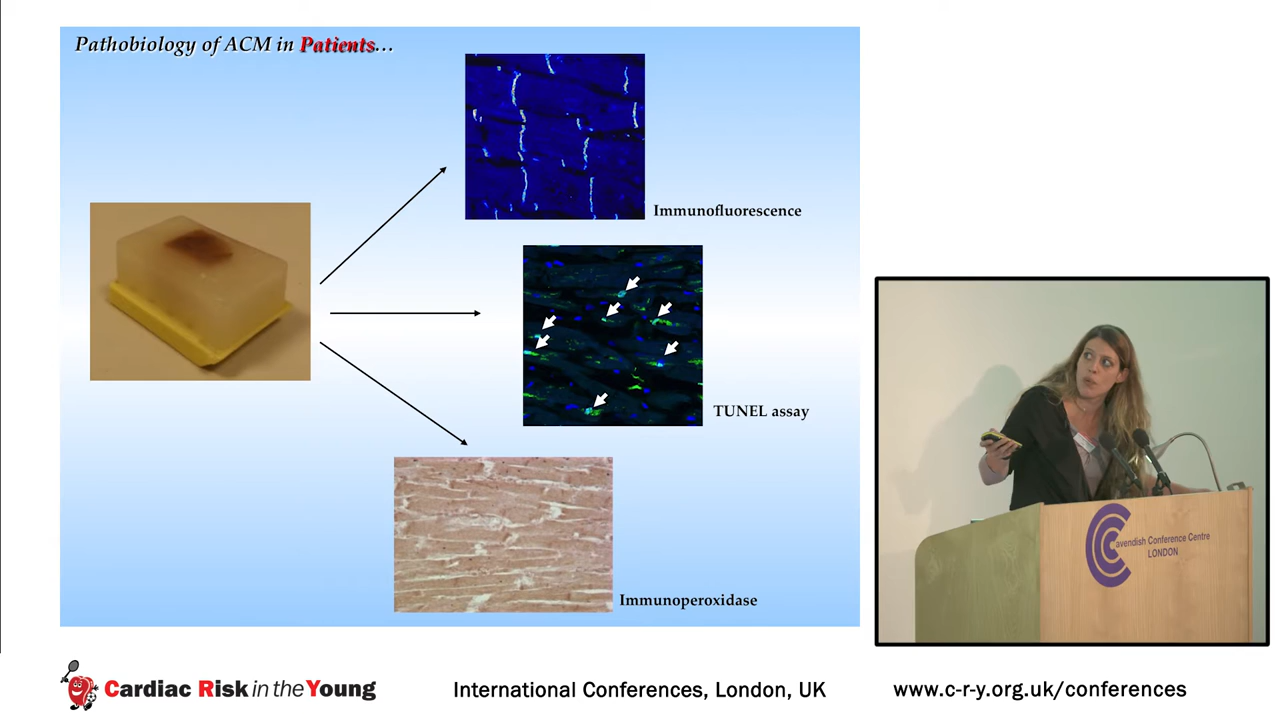 Pathobiology of ACM in Patients...
Immunofluorescence
TUNEL assay
Immunoperoxidase
avendish Conference Centre
LONDON
Cardiac Risk in the Young
International Conferences, London, UK
www.c-r-y.org.uk/conferences